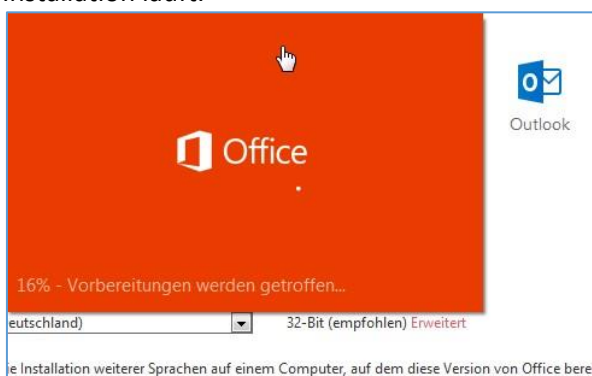 Installation läuft.
Office
Outlook
16% - Vorbereitungen werden getroffen...
eutschland)
32-Bit (empfohlen) Erweitert
e Installation weiterer Sprachen auf einem Computer, auf dem diese Version von Office bere